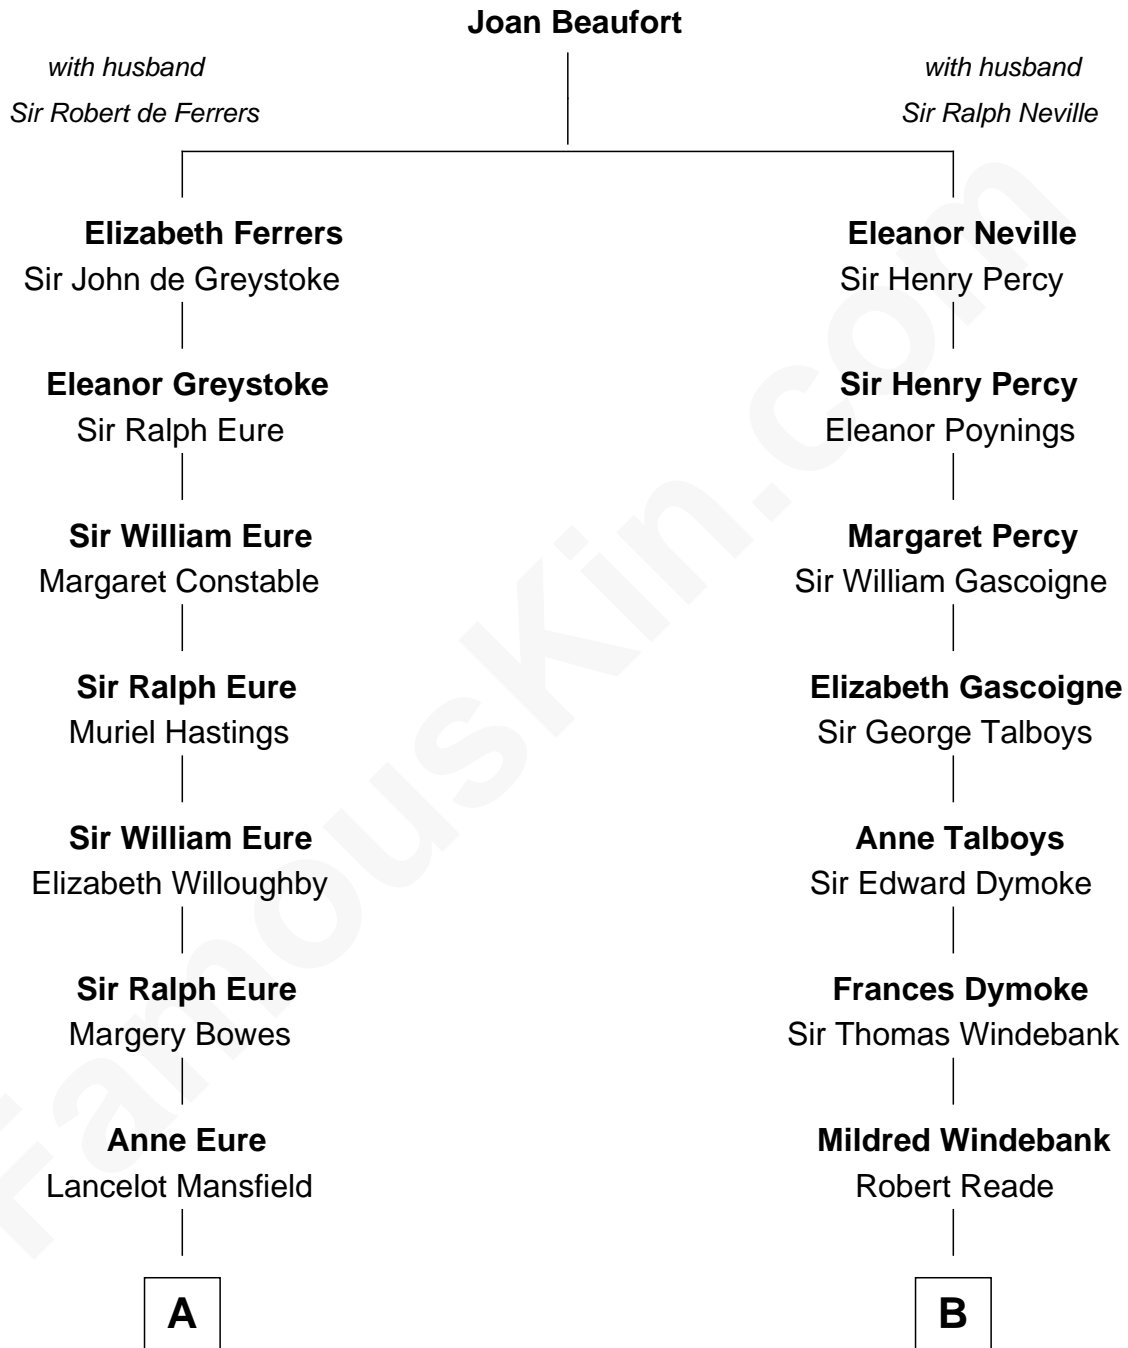 Joan Beaufort
with husband
Sir Robert de Ferrers
with husband
Sir Ralph Neville
Elizabeth Ferrers
Sir John de Greystoke
Eleanor Neville
Sir Henry Percy
Eleanor Greystoke
Sir Ralph Eure
Sir Henry Percy
Eleanor Poynings
Sir William Eure
Margaret Constable
Margaret Percy
Sir William Gascoigne
Sir Ralph Eure
Muriel Hastings
Elizabeth Gascoigne
Sir George Talboys
Sir William Eure
Elizabeth Willoughby
Anne Talboys
Sir Edward Dymoke
Sir Ralph Eure
Margery Bowes
Frances Dymoke
Sir Thomas Windebank
Anne Eure
Lancelot Mansfield
Mildred Windebank
Robert Reade
A
B
FamousKin.com